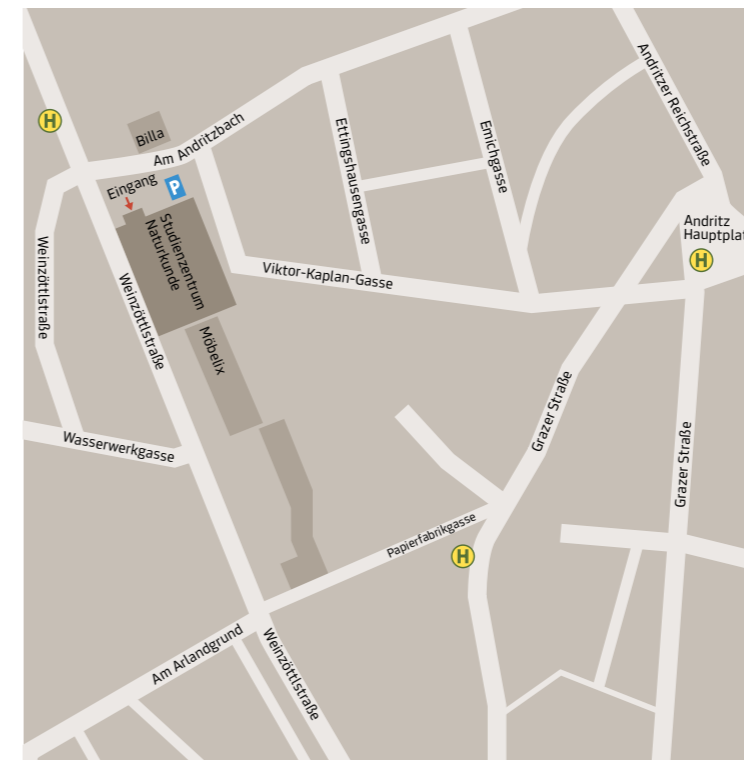 Andritzer Reichstraße
H
Billa
Am Andritzbach
Ettingshausengasse
Emichgasse
Eingang
P
Andritz
Hauptplat
H
Studienzentrum
Naturkunde
Weinzöttlstraße
Weinzöttlstraße
Viktor-Kaplan-Gasse
Möbelix
Grazer Straße
Grazer Straße
Wasserwerkgasse
Papierfabrikgasse
H
Am Arlandgrund
Weinzöttlstraße